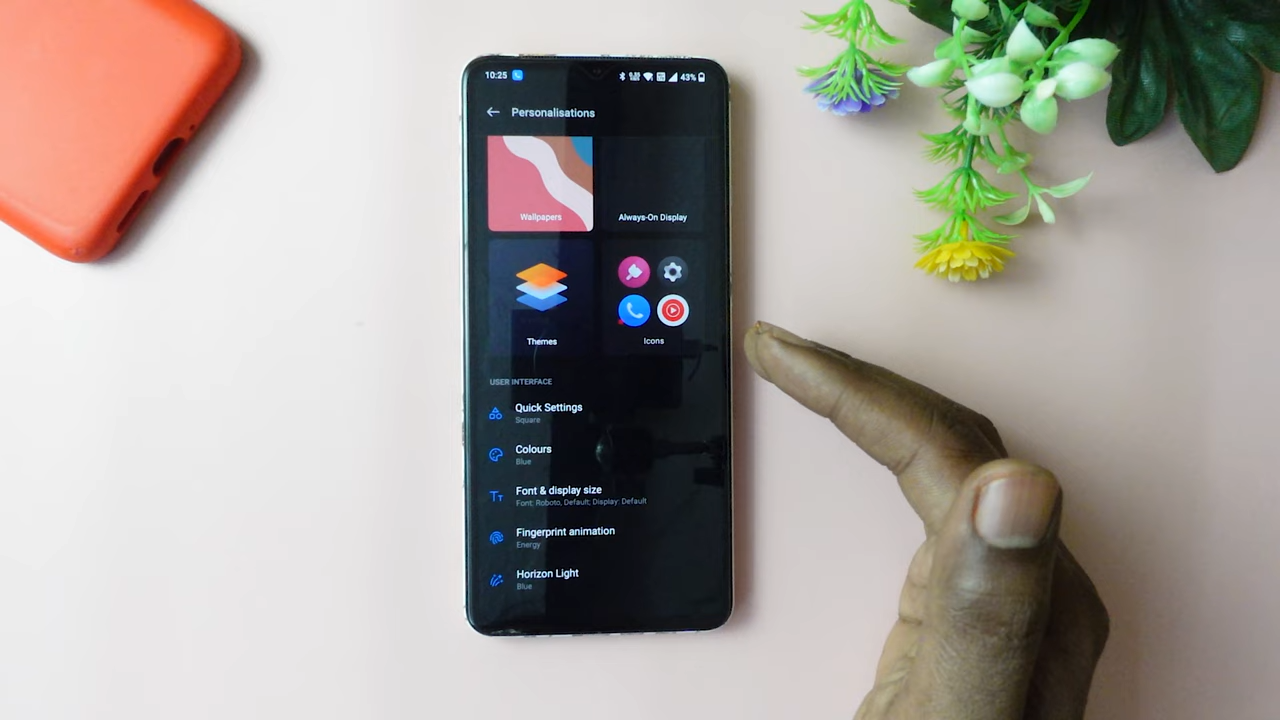 10:25
43%
Personalisations
Wallpapers
Always-On Display
Themes
Icons
USER INTERFACE
Quick Settings
Square
Colours
Blue
Font & display size
Font: Roboto, Default; Display: Default
Fingerprint animation
Energy
Horizon Light
Blue